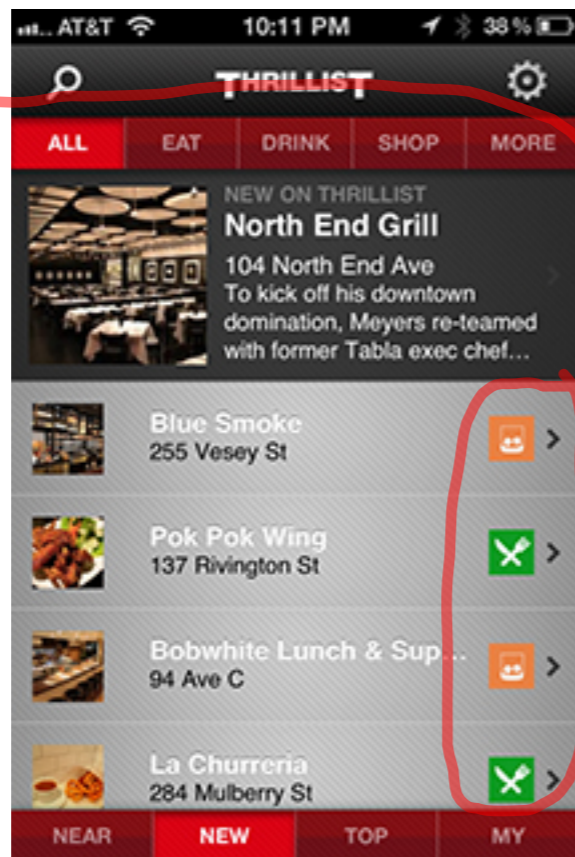 AT&T 10:11 PM 38%
THRILLIST
ALL EAT DRINK SHOP MORE
NEW ON THRILLIST
North End Grill
104 North End Ave
To kick off his downtown
domination, Meyers re-teamed
with former Tabla exec chef...
Blue Smoke
255 Vesey St
Pok Pok Wing
137 Rivington St
Bobwhite Lunch & Sup...
94 Ave C
La Churreria
284 Mulberry St
NEAR NEW TOP MY